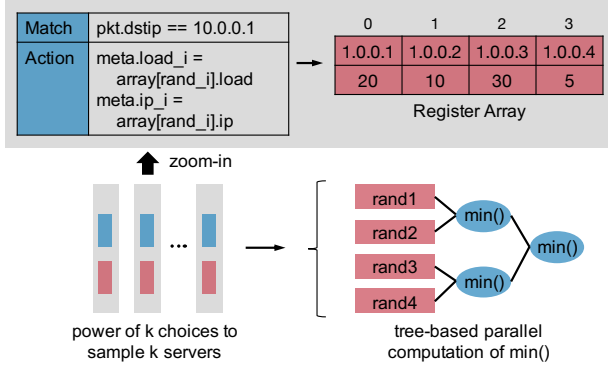 Match
pkt.dstip == 10.0.0.1
Action
meta.load_i =
array[rand_i].load
meta.ip_i =
array[rand_i].ip
0 1 2 3
1.0.0.1 1.0.0.2 1.0.0.3 1.0.0.4
20 10 30 5
Register Array
zoom-in
...
rand1
rand2
rand3
rand4
min()
min()
min()
power of k choices to
sample k servers
tree-based parallel
computation of min()